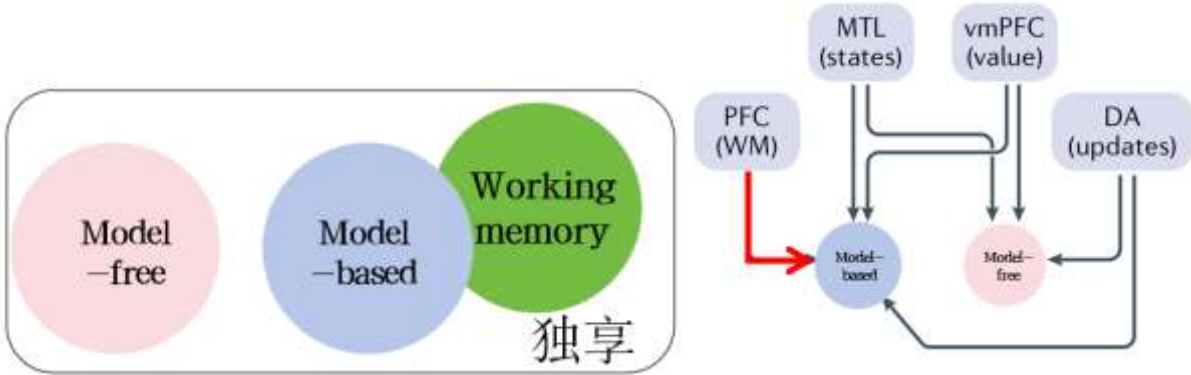 Model
–free
Model
–based
Working
memory
独享
MTL
(states)
vmPFC
(value)
PFC
(WM)
DA
(updates)
Model–
based
Model–
free